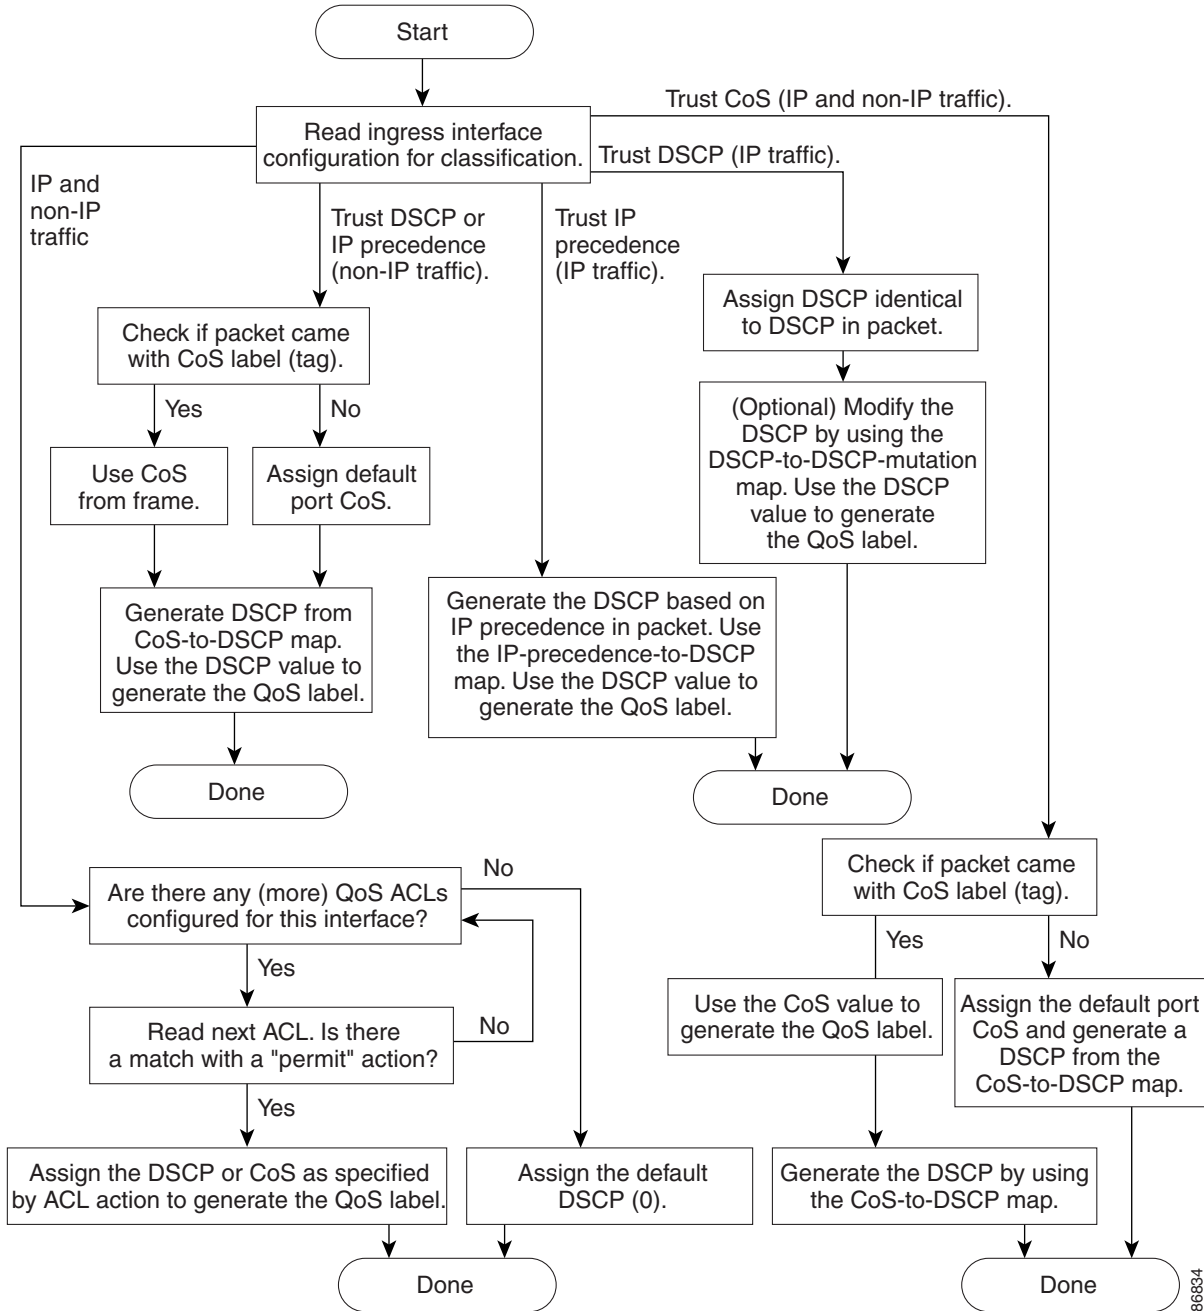 Start
Trust CoS (IP and non-IP traffic).
Read ingress interface
configuration for classification.
Trust DSCP (IP traffic).
IP and
non-IP
traffic
Trust DSCP or
IP precedence
(non-IP traffic).
Trust IP
precedence
(IP traffic).
Assign DSCP identical
to DSCP in packet.
Check if packet came
with CoS label (tag).
Yes
No
(Optional) Modify the
DSCP by using the
DSCP-to-DSCP-mutation
map. Use the DSCP
value to generate
the QoS label.
Use CoS
from frame.
Assign default
port CoS.
Generate DSCP from
CoS-to-DSCP map.
Use the DSCP value to
generate the QoS label.
Generate the DSCP based on
IP precedence in packet. Use
the IP-precedence-to-DSCP
map. Use the DSCP value to
generate the QoS label.
Done
Done
Are there any (more) QoS ACLs
configured for this interface?
No
Check if packet came
with CoS label (tag).
Yes
Yes
No
Read next ACL. Is there
a match with a "permit" action?
No
Use the CoS value to
generate the QoS label.
Assign the default port
CoS and generate a
DSCP from the
CoS-to-DSCP map.
Yes
Assign the DSCP or CoS as specified
by ACL action to generate the QoS label.
Assign the default
DSCP (0).
Generate the DSCP by using
the CoS-to-DSCP map.
Done
Done
86834